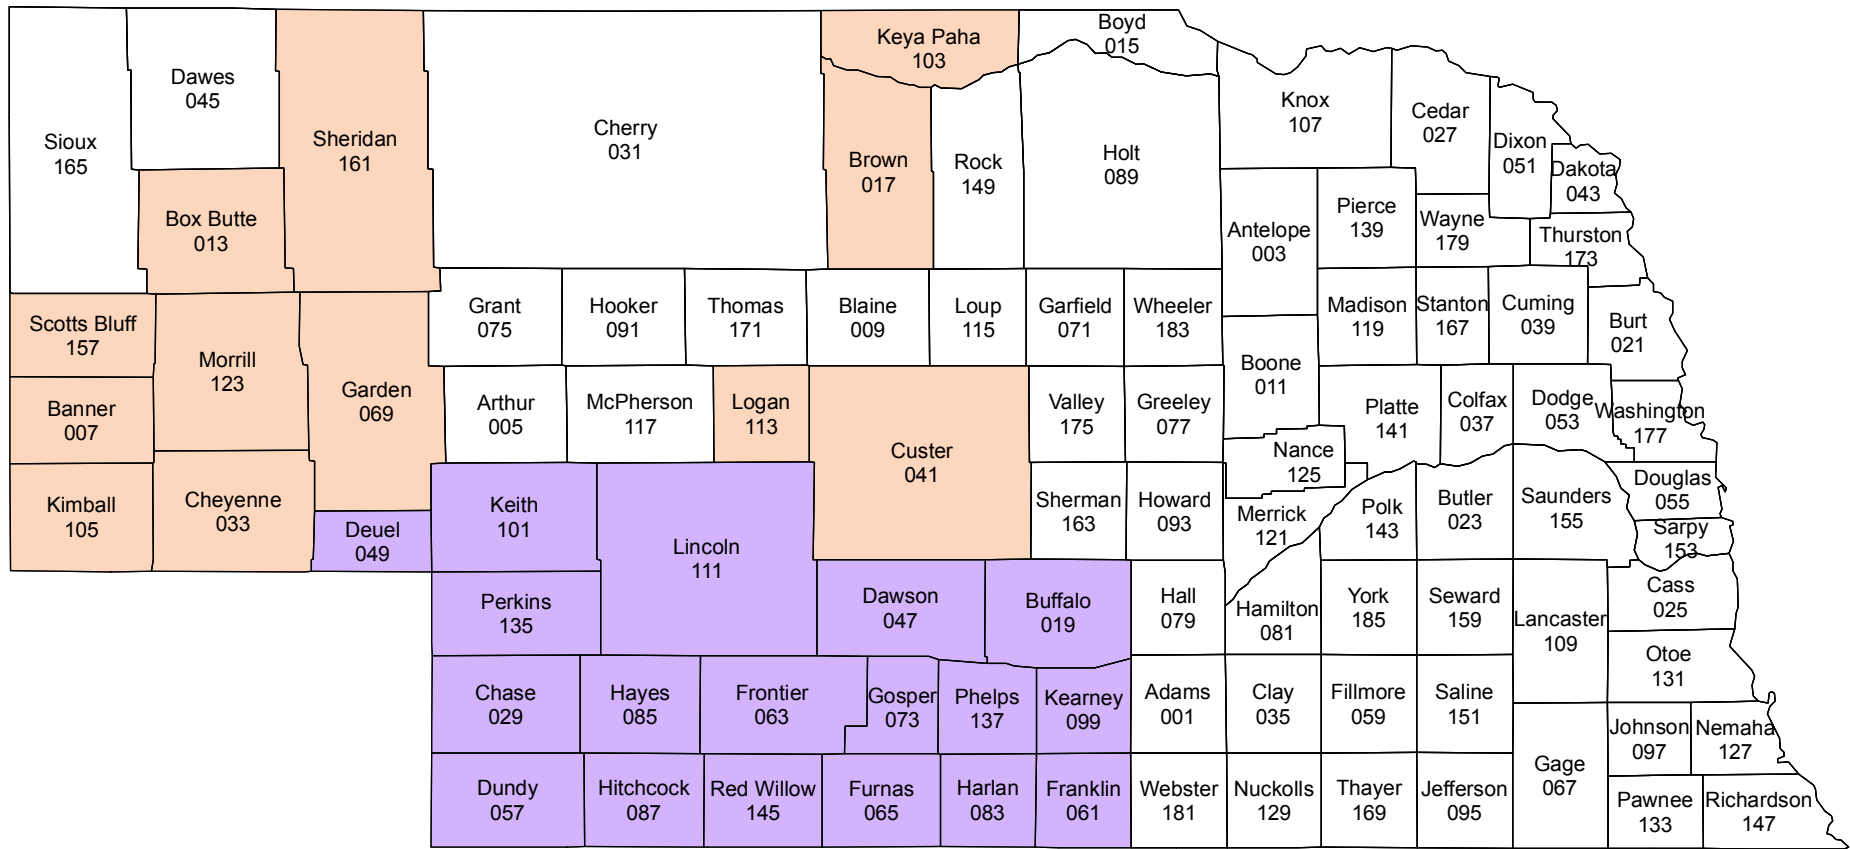 Boyd
015
Keya Paha
103
Dawes
045
Sioux
165
Sheridan
161
Cherry
031
Brown
017
Rock
149
Holt
089
Knox
107
Cedar
027
Dixon
051
Dakota
043
Box Butte
013
Antelope
003
Pierce
139
Wayne
179
Thurston
173
Scotts Bluff
157
Morrill
123
Garden
069
Grant
075
Hooker
091
Thomas
171
Blaine
009
Loup
115
Garfield
071
Wheeler
183
Madison
119
Stanton
167
Cuming
039
Burt
021
Boone
011
Banner
007
Arthur
005
McPherson
117
Logan
113
Custer
041
Valley
175
Greeley
077
Platte
141
Colfax
037
Dodge
053
Washington
177
Nance
125
Kimball
105
Cheyenne
033
Deuel
049
Keith
101
Lincoln
111
Sherman
163
Howard
093
Merrick
121
Polk
143
Butler
023
Saunders
155
Douglas
055
Sarpy
153
Perkins
135
Dawson
047
Buffalo
019
Hall
079
Hamilton
081
York
185
Seward
159
Lancaster
109
Cass
025
Otoe
131
Chase
029
Hayes
085
Frontier
063
Gosper
073
Phelps
137
Kearney
099
Adams
001
Clay
035
Fillmore
059
Saline
151
Gage
067
Johnson
097
Nemaha
127
Dundy
057
Hitchcock
087
Red Willow
145
Furnas
065
Harlan
083
Franklin
061
Webster
181
Nuckolls
129
Thayer
169
Jefferson
095
Pawnee
133
Richardson
147